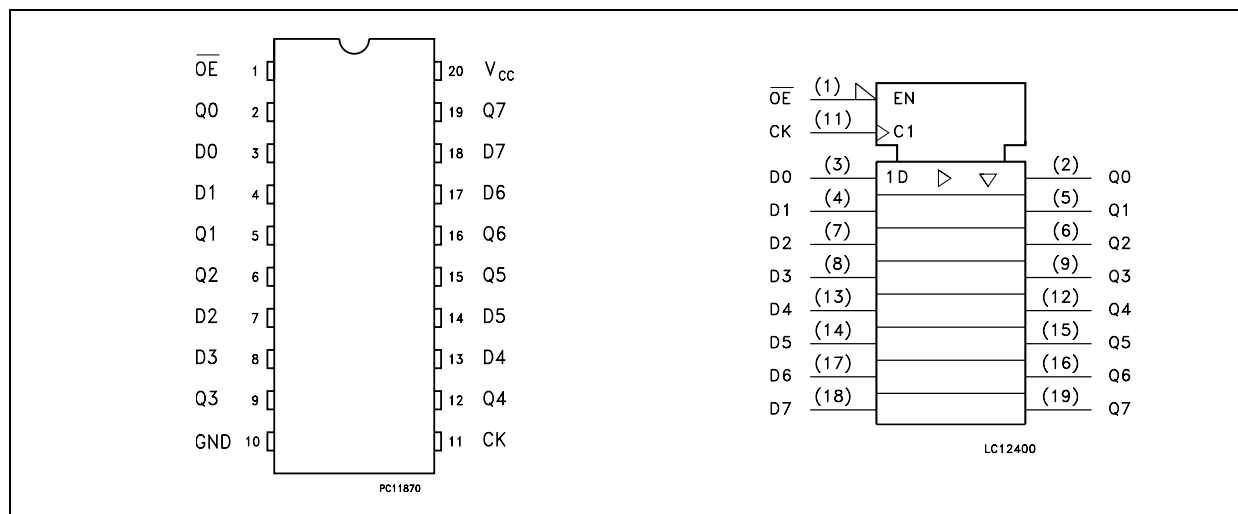 O̅E̅ 1 20 VCC
Q0 2 19 Q7
D0 3 18 D7
D1 4 17 D6
Q1 5 16 Q6
Q2 6 15 Q5
D2 7 14 D5
D3 8 13 D4
Q3 9 12 Q4
GND 10 11 CK
PC11870
O̅E̅ (1) EN
CK (11) C1
D0 (3) 1D (2) Q0
D1 (4) (5) Q1
D2 (7) (6) Q2
D3 (8) (9) Q3
D4 (13) (12) Q4
D5 (14) (15) Q5
D6 (17) (16) Q6
D7 (18) (19) Q7
LC12400